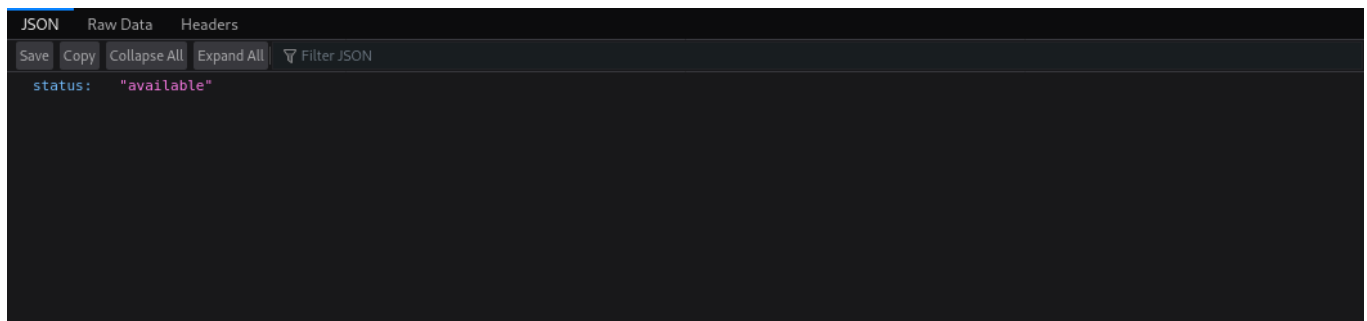 JSON Raw Data Headers
Save Copy Collapse All Expand All Filter JSON
status: "available"